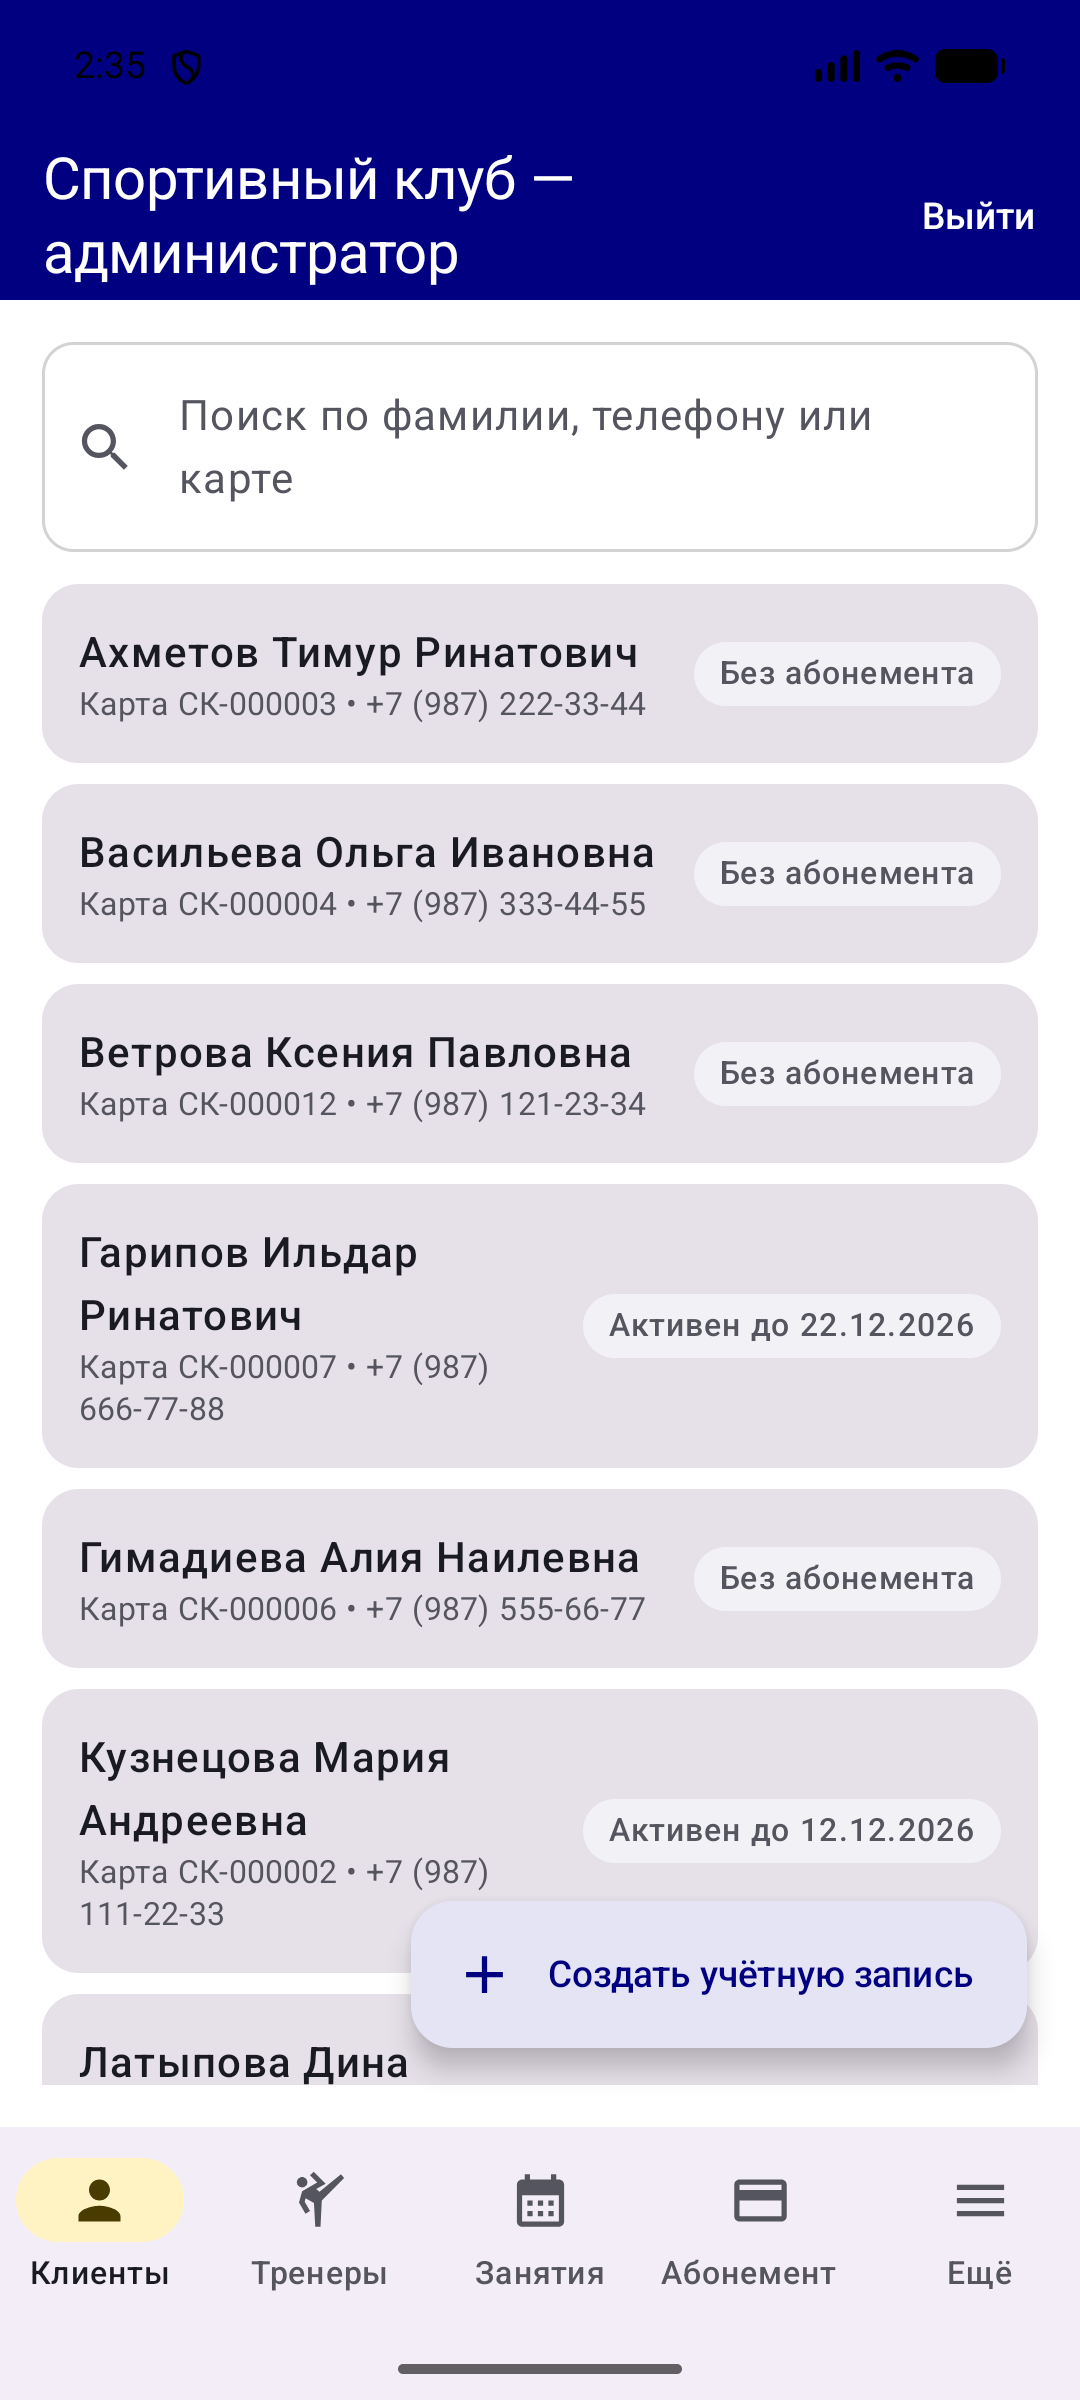 2:35
Спортивный клуб —
администратор
Выйти
Поиск по фамилии, телефону или
карте
Ахметов Тимур Ринатович
Карта СК-000003 • +7 (987) 222-33-44
Без абонемента
Васильева Ольга Ивановна
Карта СК-000004 • +7 (987) 333-44-55
Без абонемента
Ветрова Ксения Павловна
Карта СК-000012 • +7 (987) 121-23-34
Без абонемента
Гарипов Ильдар
Ринатович
Карта СК-000007 • +7 (987)
666-77-88
Активен до 22.12.2026
Гимадиева Алия Наилевна
Карта СК-000006 • +7 (987) 555-66-77
Без абонемента
Кузнецова Мария
Андреевна
Карта СК-000002 • +7 (987)
111-22-33
Активен до 12.12.2026
Создать учётную запись
Латыпова Дина
Клиенты
Тренеры
Занятия
Абонемент
Ещё